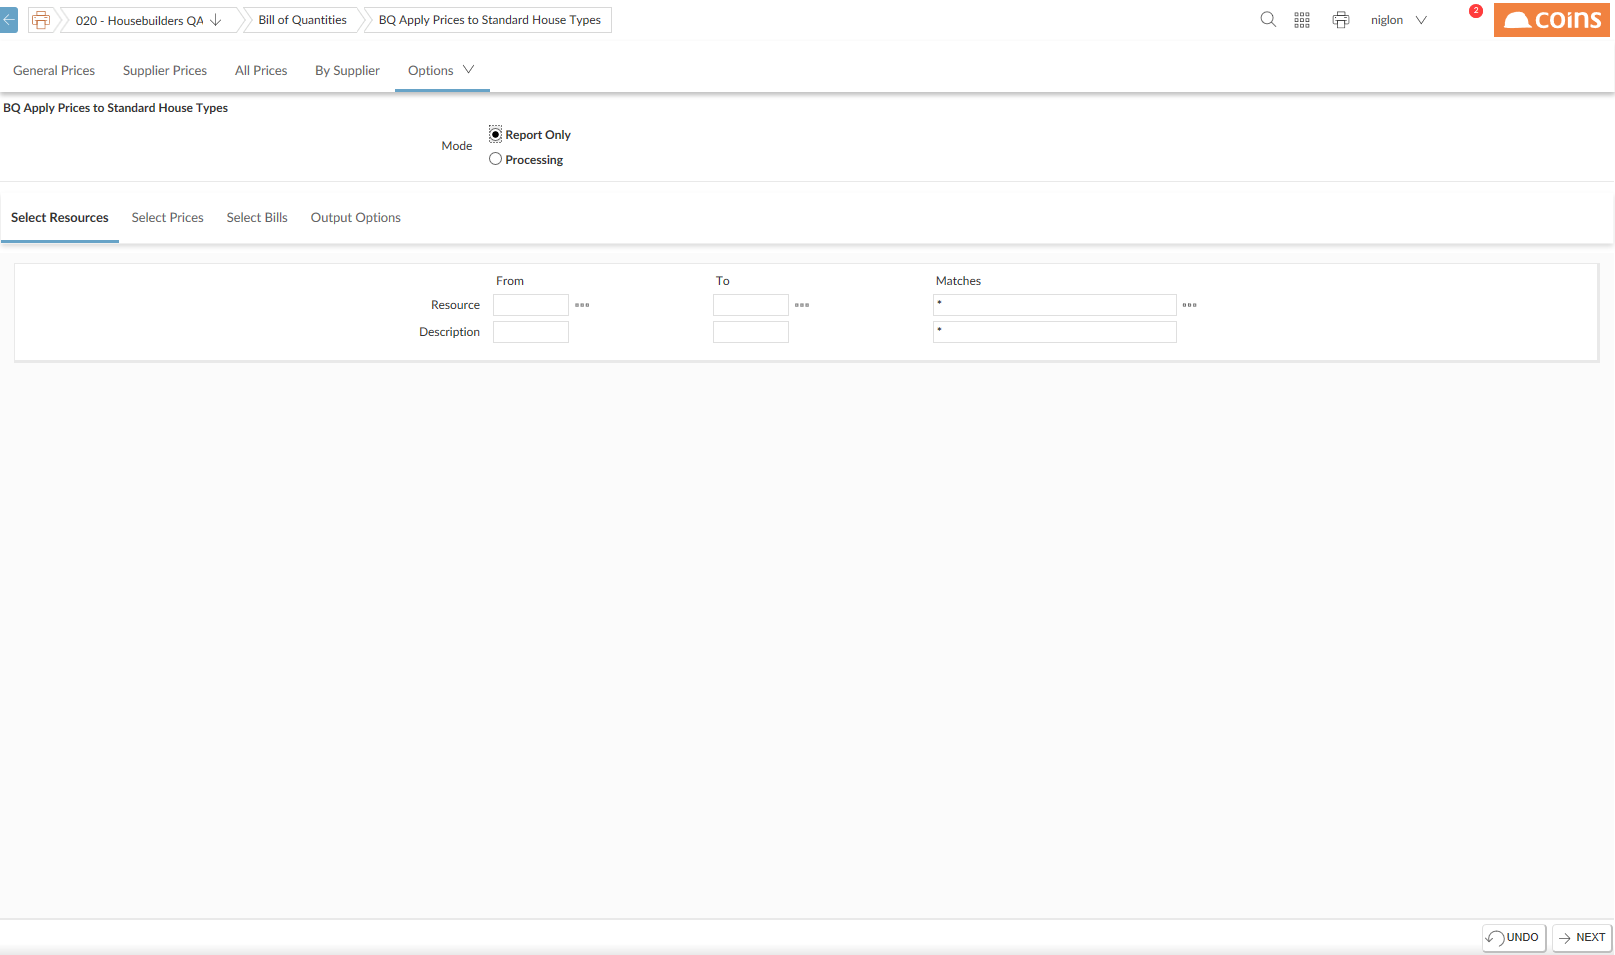 020 - Housebuilders QA Bill of Quantities BQ Apply Prices to Standard House Types niglon 2 coins
General Prices Supplier Prices All Prices By Supplier Options
BQ Apply Prices to Standard House Types
Mode
Report Only
Processing
Select Resources Select Prices Select Bills Output Options
From To Matches
Resource *
Description *
UNDO NEXT